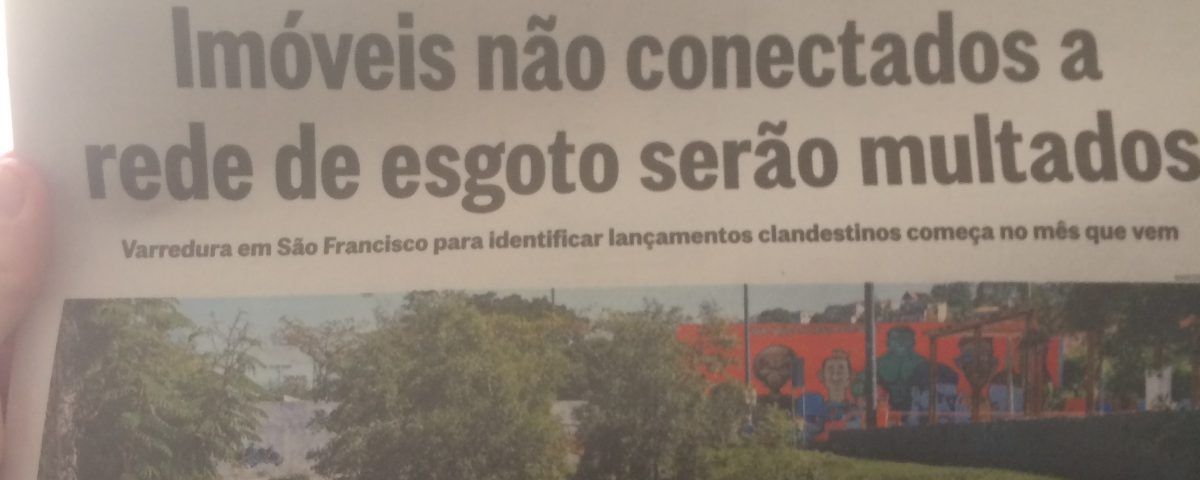 Imóveis não conectados a
rede de esgoto serão multados
Varredura em São Francisco para identificar lançamentos clandestinos começa no mês que vem